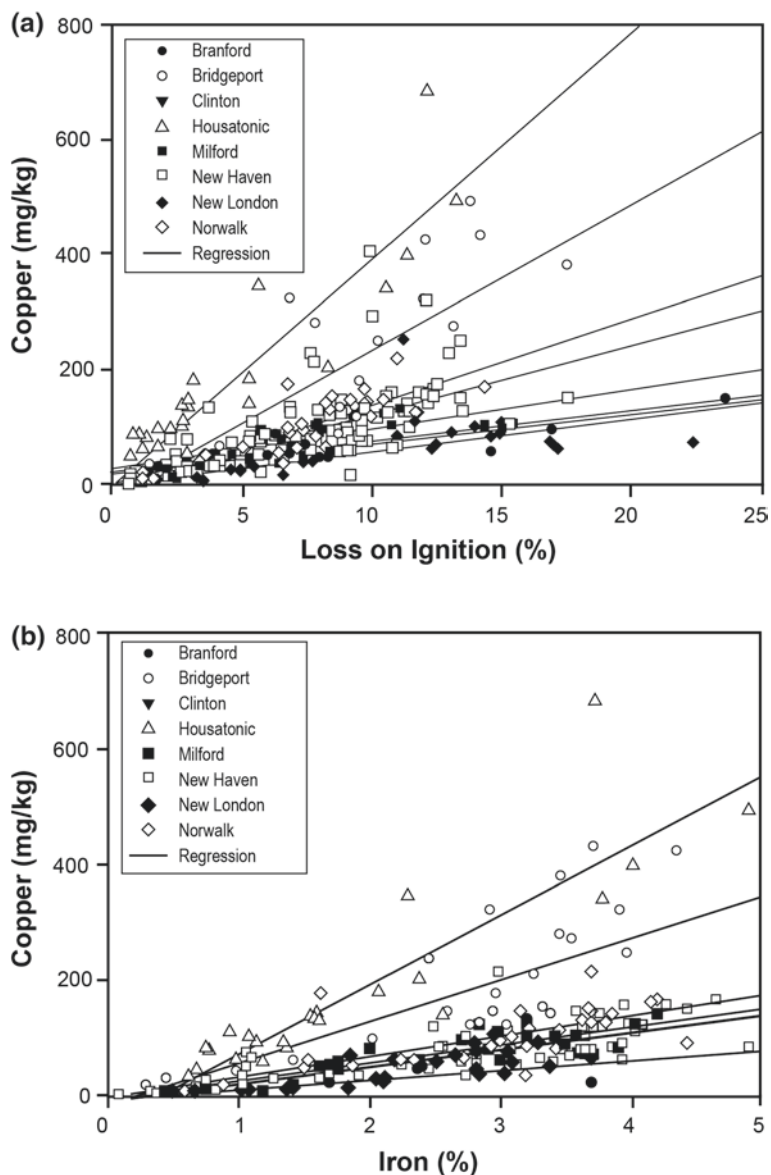 (a)
800
600
400
200
0
Copper (mg/kg)
Branford
Bridgeport
Clinton
Housatonic
Milford
New Haven
New London
Norwalk
Regression
0
5
10
15
20
25
Loss on Ignition (%)
(b)
800
600
400
200
0
Copper (mg/kg)
Branford
Bridgeport
Clinton
Housatonic
Milford
New Haven
New London
Norwalk
Regression
0
1
2
3
4
5
Iron (%)